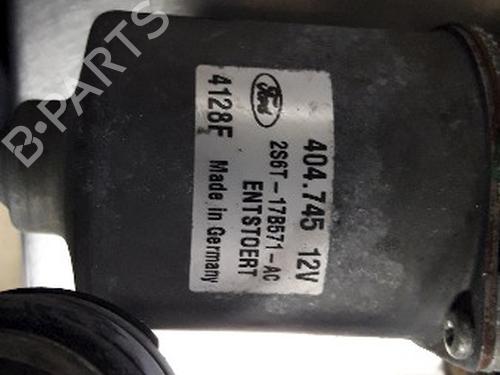 404.745 12V
Ford
2S6T-17B571-AC
ENTSTOERT
4128F Made in Germany
B-PARTS